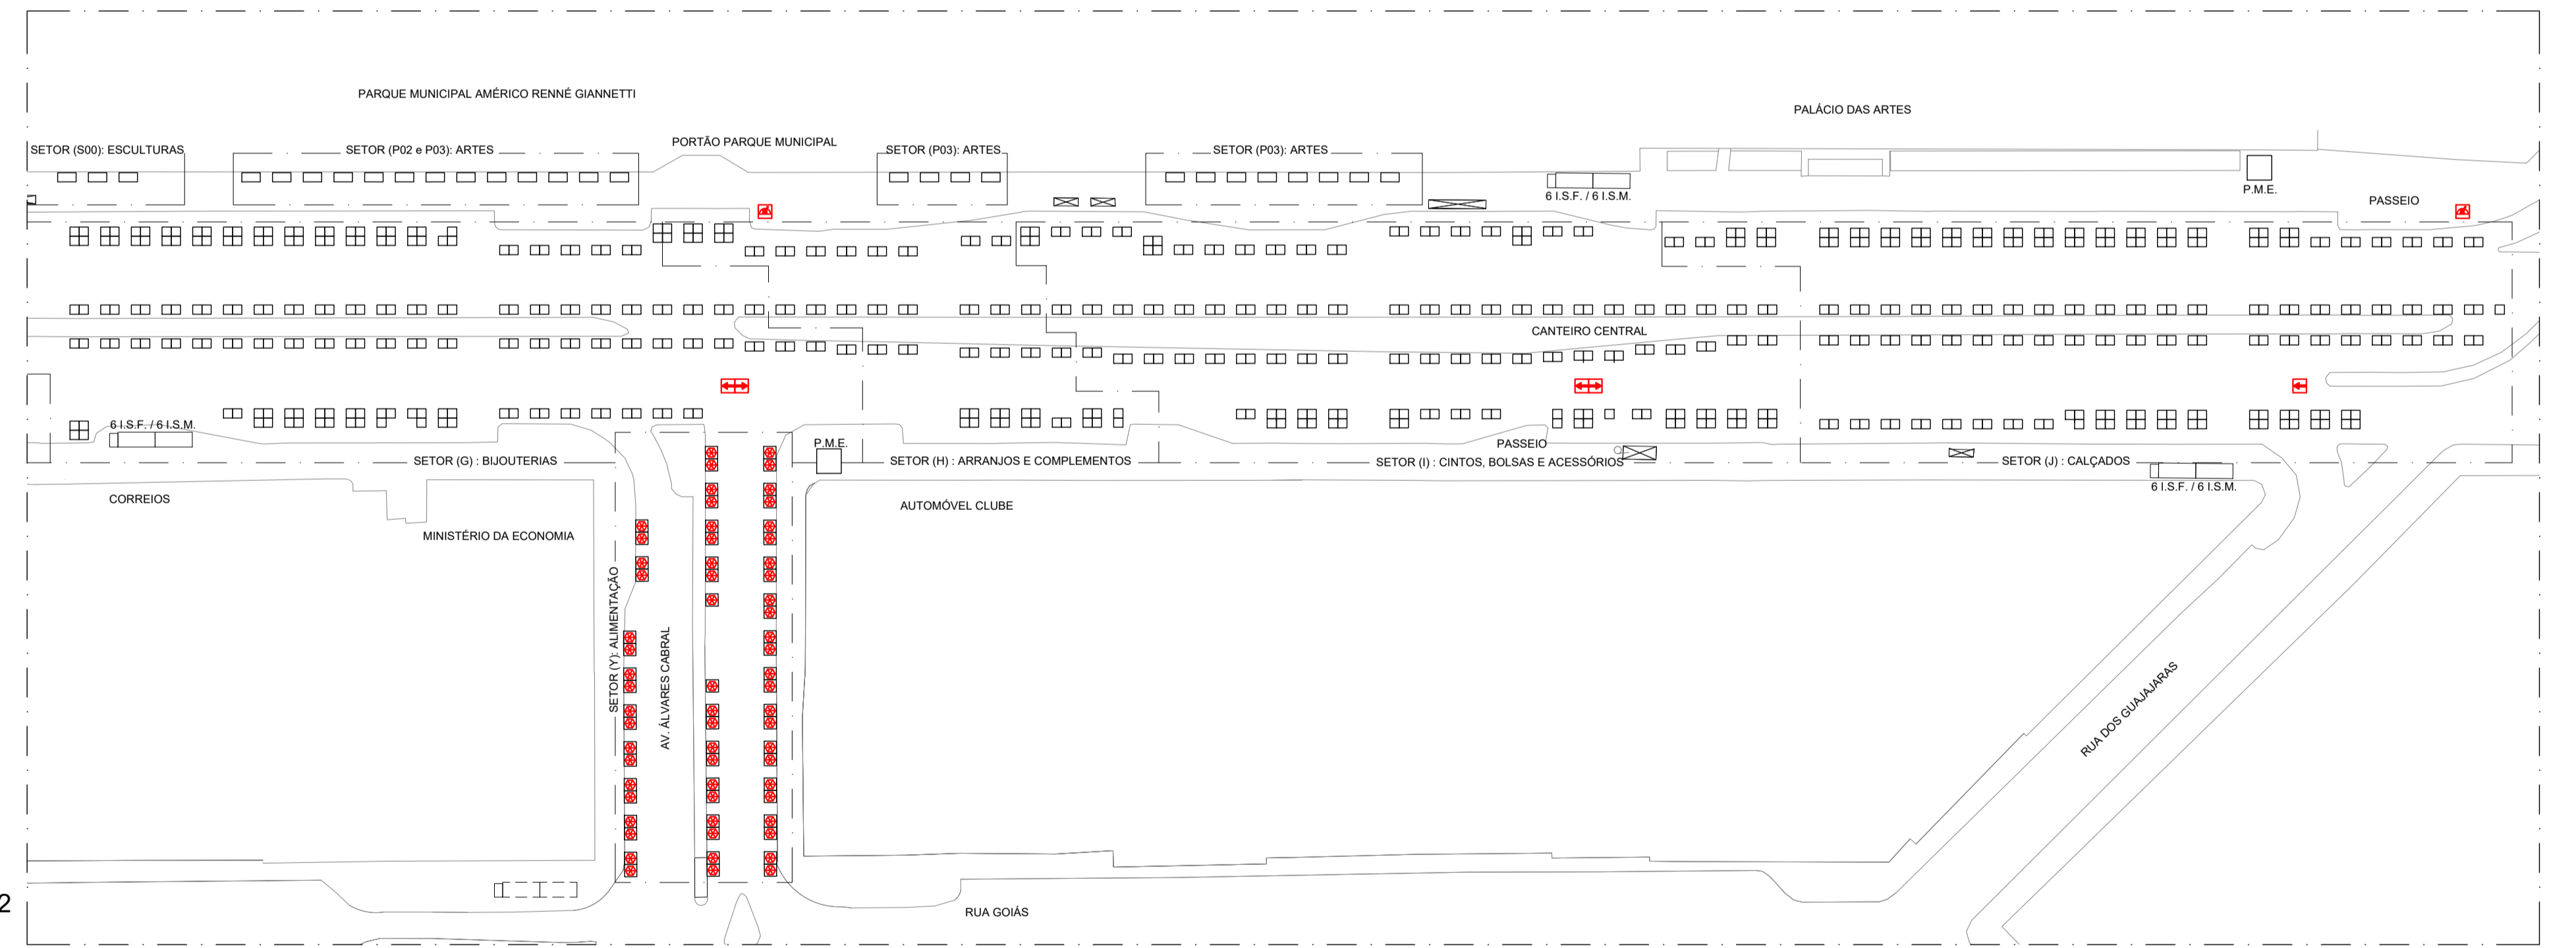 PARQUE MUNICIPAL AMÉRICO RENNÉ GIANNETTI
PALÁCIO DAS ARTES
PORTÃO PARQUE MUNICIPAL
SETOR (S00): ESCULTURAS
SETOR (P02 e P03): ARTES
SETOR (P03): ARTES
SETOR (P03): ARTES
6 I.S.F. / 6 I.S.M.
P.M.E.
PASSEIO
CANTEIRO CENTRAL
6 I.S.F. / 6 I.S.M.
P.M.E.
PASSEIO
SETOR (G) : BIJOUTERIAS
SETOR (H) : ARRANJOS E COMPLEMENTOS
SETOR (I) : CINTOS, BOLSAS E ACESSÓRIOS
SETOR (J) : CALÇADOS
6 I.S.F. / 6 I.S.M.
CORREIOS
AUTOMÓVEL CLUBE
MINISTÉRIO DA ECONOMIA
SETOR (Y): ALIMENTAÇÃO
AV. ÁLVARES CABRAL
RUA DOS GUAJAJARAS
2
RUA GOIÁS